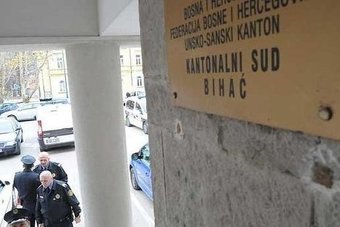 BOSNA I HERCEGOVINA
FEDERACIJA BOSNE I HERCEGOVINE
UNSKO-SANSKI KANTON
KANTONALNI SUD
BIHAĆ